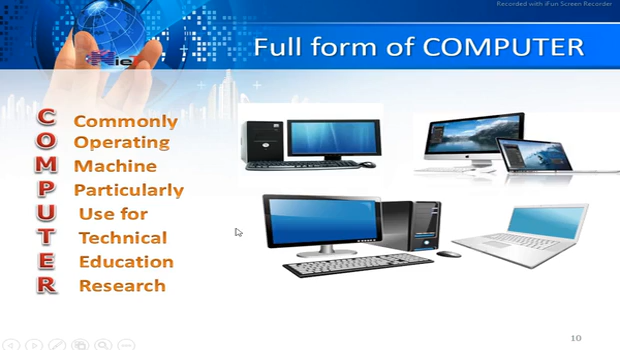 Recorded with iFun Screen Recorder
Full form of COMPUTER
C Commonly
O Operating
M Machine
P Particularly
U Use for
T Technical
E Education
R Research
10